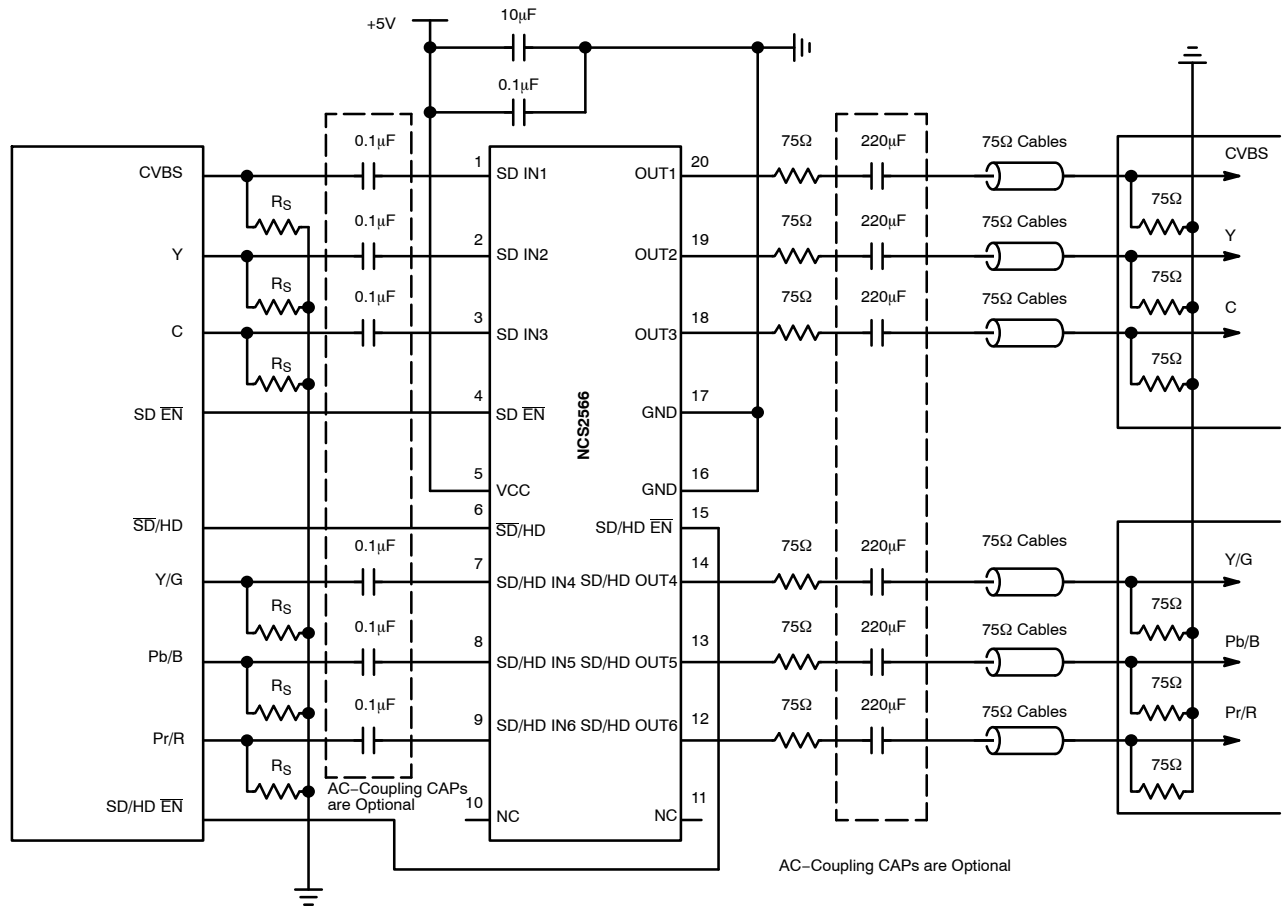 +5V
10μF
0.1μF
0.1μF
75Ω
220μF
75Ω Cables
CVBS
CVBS
1
SD IN1
OUT1
20
RS
75Ω
0.1μF
75Ω
220μF
75Ω Cables
Y
Y
2
SD IN2
OUT2
19
RS
75Ω
0.1μF
75Ω
220μF
75Ω Cables
C
C
3
SD IN3
OUT3
18
RS
75Ω
SD EN
4
SD EN
GND
17
NCS2566
5
VCC
GND
16
SD/HD
6
SD/HD
SD/HD EN
15
0.1μF
75Ω
220μF
75Ω Cables
Y/G
Y/G
7
SD/HD IN4
SD/HD OUT4
14
RS
75Ω
0.1μF
75Ω
220μF
75Ω Cables
Pb/B
Pb/B
8
SD/HD IN5
SD/HD OUT5
13
RS
75Ω
0.1μF
75Ω
220μF
75Ω Cables
Pr/R
Pr/R
9
SD/HD IN6
SD/HD OUT6
12
RS
75Ω
AC−Coupling CAPs
are Optional
SD/HD EN
10
NC
NC
11
AC−Coupling CAPs are Optional